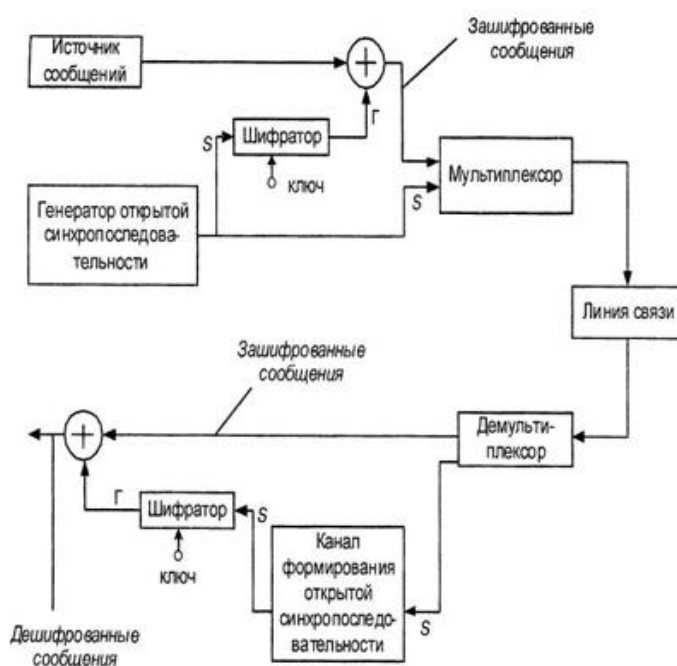 Источник
сообщений
Зашифрованные
сообщения
Г
S
Шифратор
ключ
Мультиплексор
S
Генератор открытой
синхропоследова-
тельности
Линия связи
Зашифрованные
сообщения
Демульти-
плексор
Г
Шифратор
S
ключ
Канал
формирования
открытой
синхропоследо-
вательности
S
Дешифрованные
сообщения